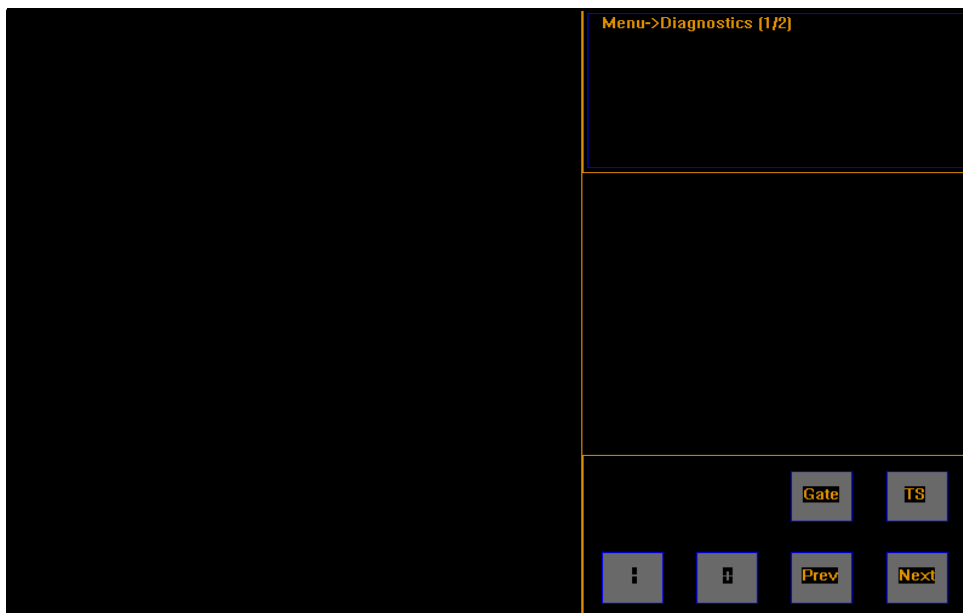 Menu->Diagnostics (1/2)
Gate TS
- + Prev Next